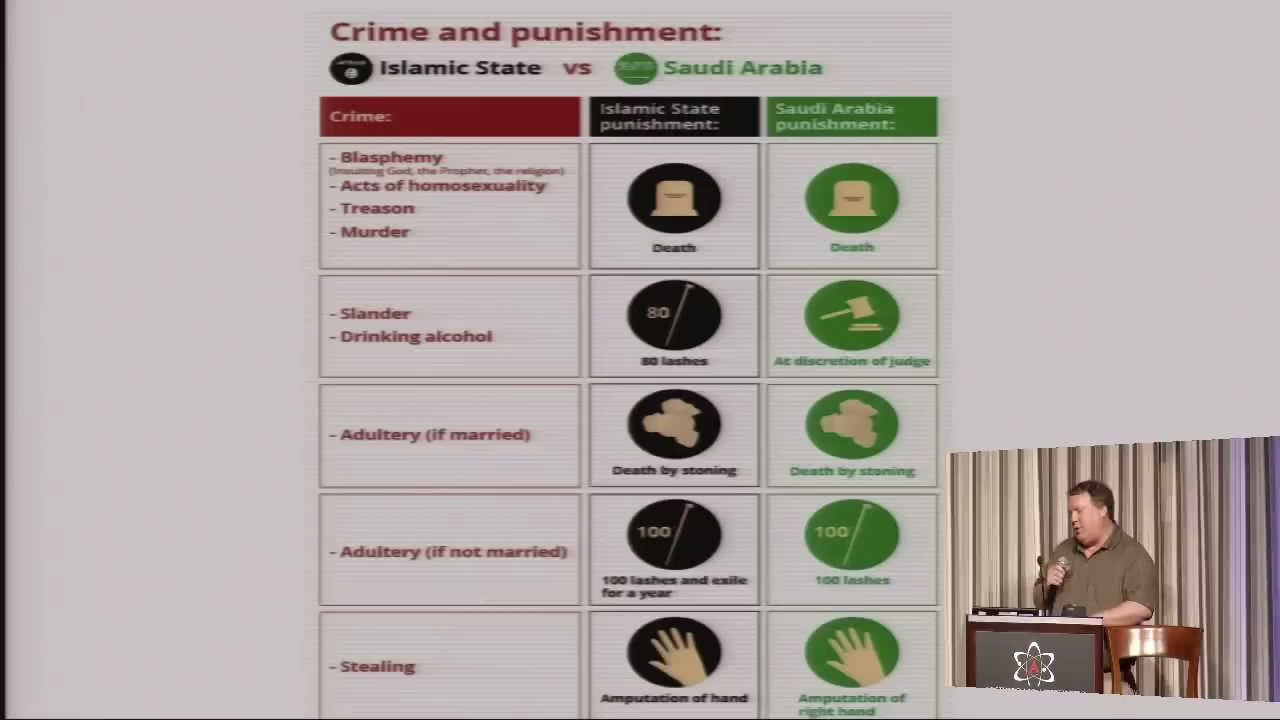 Crime and punishment:
Islamic State vs Saudi Arabia
Crime:
Islamic State
punishment:
Saudi Arabia
punishment:
- Blasphemy
(Insulting God, the Prophet, the religion)
- Acts of homosexuality
- Treason
- Murder
Death
Death
- Slander
- Drinking alcohol
80
80 lashes
At discretion of judge
- Adultery (if married)
Death by stoning
Death by stoning
- Adultery (if not married)
100
100 lashes and exile
for a year
100
100 lashes
- Stealing
Amputation of hand
Amputation of
right hand
A